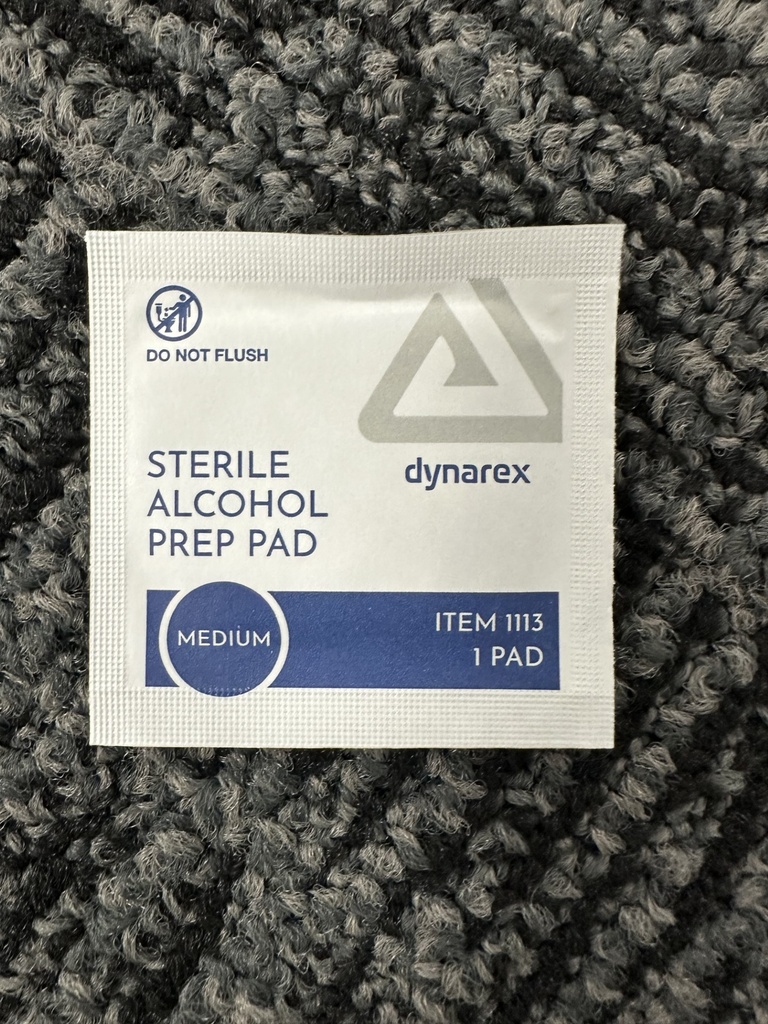 DO NOT FLUSH
dynarex
STERILE
ALCOHOL
PREP PAD
MEDIUM
ITEM 1113
1 PAD